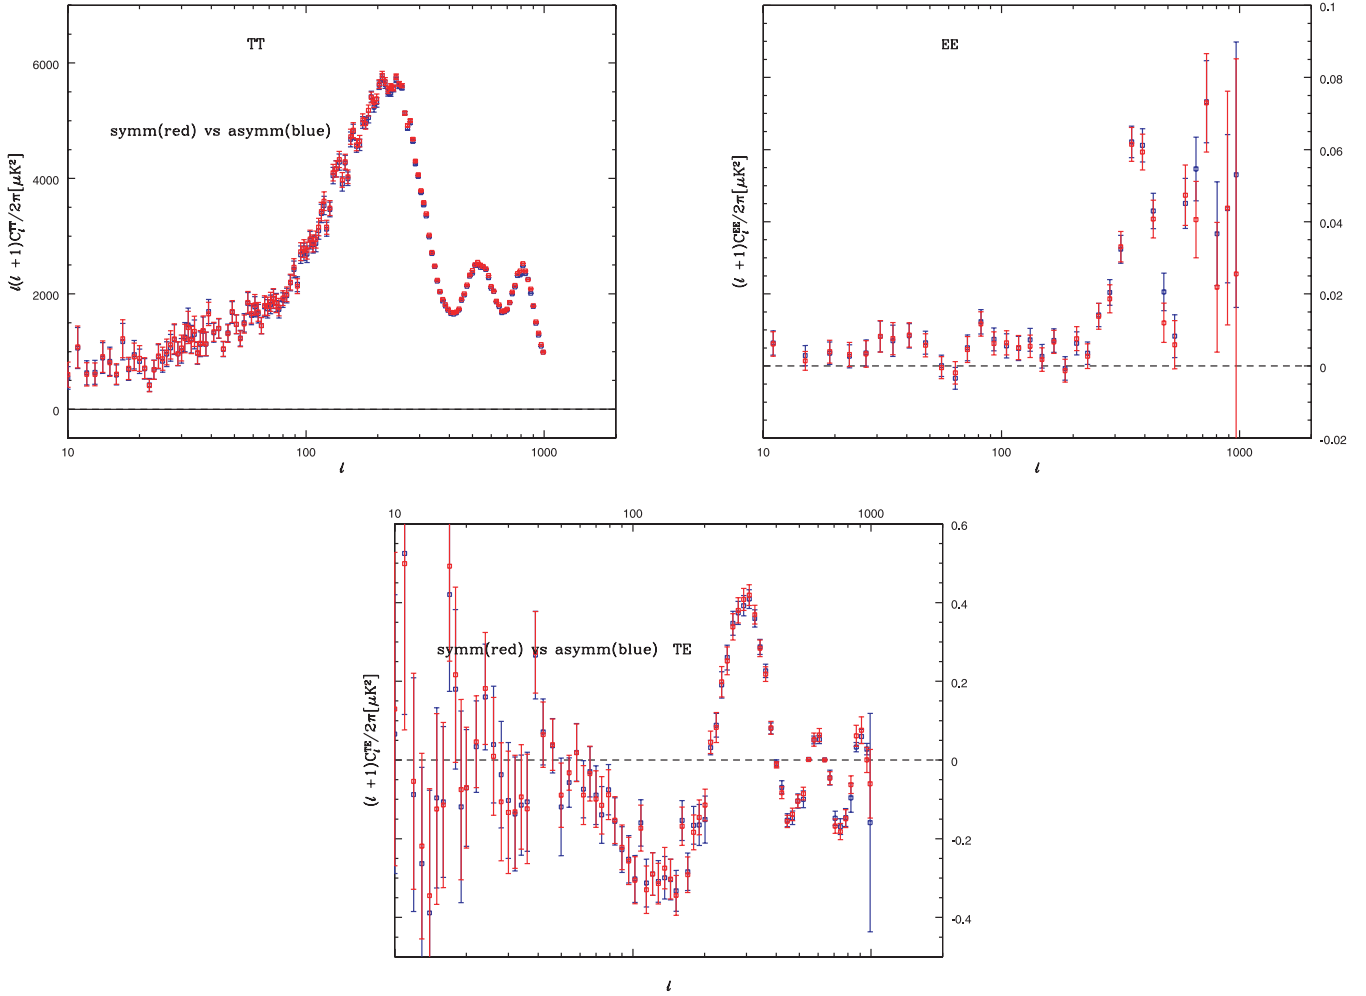 TT
symm(red) vs asymm(blue)
ℓ(ℓ + 1)C_ℓ^TT/2π[μK²]
6000
4000
2000
0
10
100
1000
ℓ
EE
(ℓ + 1)C_ℓ^EE/2π[μK²]
0.1
0.08
0.06
0.04
0.02
0
-0.02
10
100
1000
ℓ
10
100
1000
symm(red) vs asymm(blue) TE
(ℓ + 1)C_ℓ^TE/2π[μK²]
0.6
0.4
0.2
0
-0.2
-0.4
ℓ